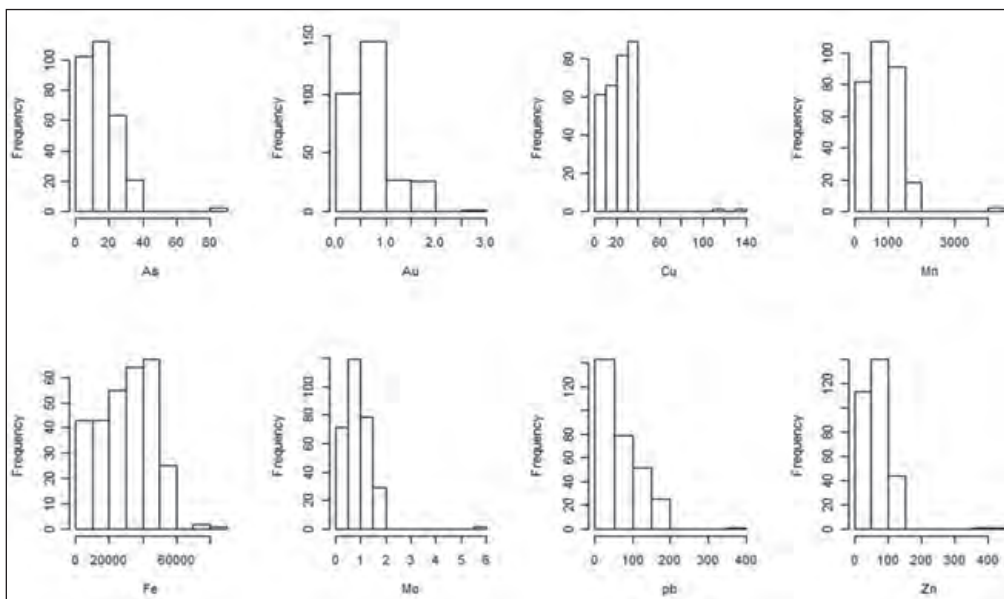 Frequency
0 20 40 60 80 100
0 20 40 60 80
As
Frequency
0 50 100 150
0.0 1.0 2.0 3.0
Au
Frequency
0 20 40 60 80
0 20 60 100 140
Cu
Frequency
0 20 40 60 80 100
0 1000 3000
Mn
Frequency
0 10 20 30 40 50 60
0 20000 60000
Fe
Frequency
0 20 40 60 80 100
0 1 2 3 4 5 6
Mo
Frequency
0 20 40 80 120
0 100 200 300 400
pb
Frequency
0 20 40 60 80 120
0 100 200 300 400
Zn